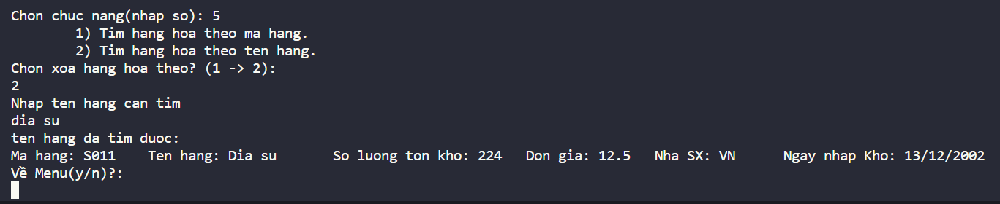 Chon chuc nang(nhap so): 5
1) Tim hang hoa theo ma hang.
2) Tim hang hoa theo ten hang.
Chon xoa hang hoa theo? (1 -> 2):
2
Nhap ten hang can tim
dia su
ten hang da tim duoc:
Ma hang: S011    Ten hang: Dia su       So luong ton kho: 224   Don gia: 12.5   Nha SX: VN      Ngay nhap Kho: 13/12/2002
Về Menu(y/n)?: